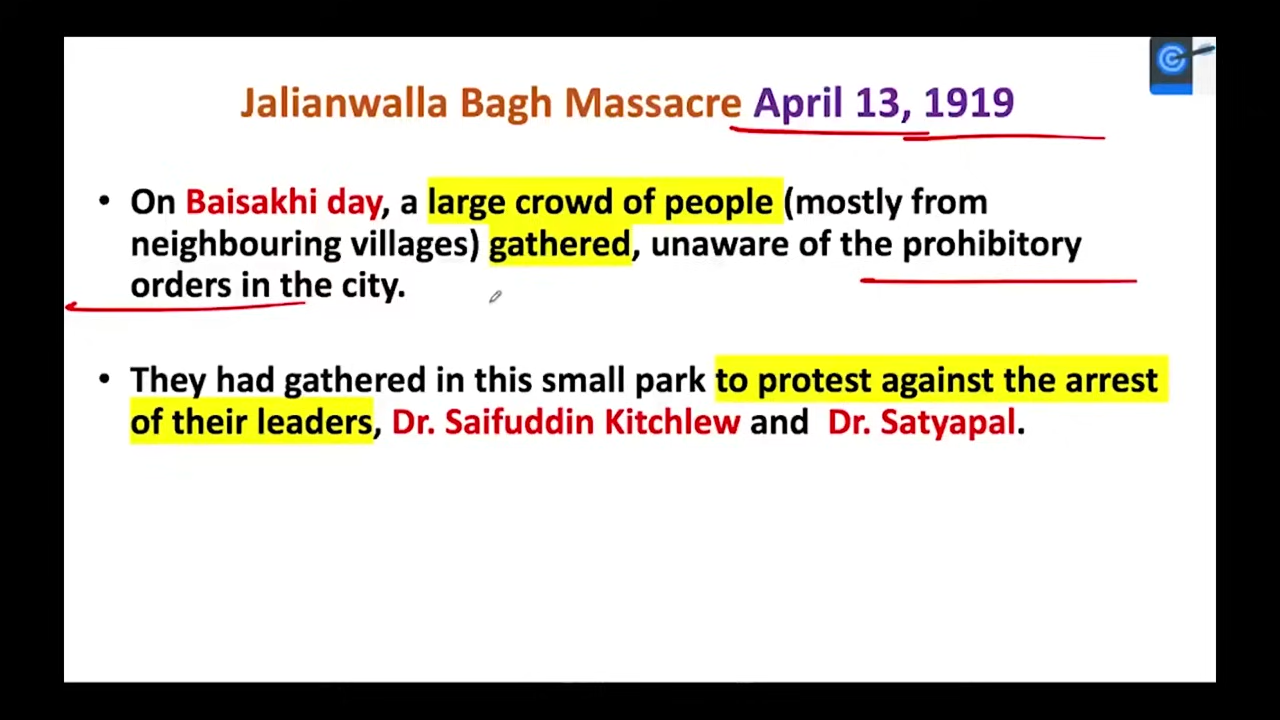 Jalianwalla Bagh Massacre April 13, 1919
• On Baisakhi day, a large crowd of people (mostly from
neighbouring villages) gathered, unaware of the prohibitory
orders in the city.
• They had gathered in this small park to protest against the arrest
of their leaders, Dr. Saifuddin Kitchlew and Dr. Satyapal.